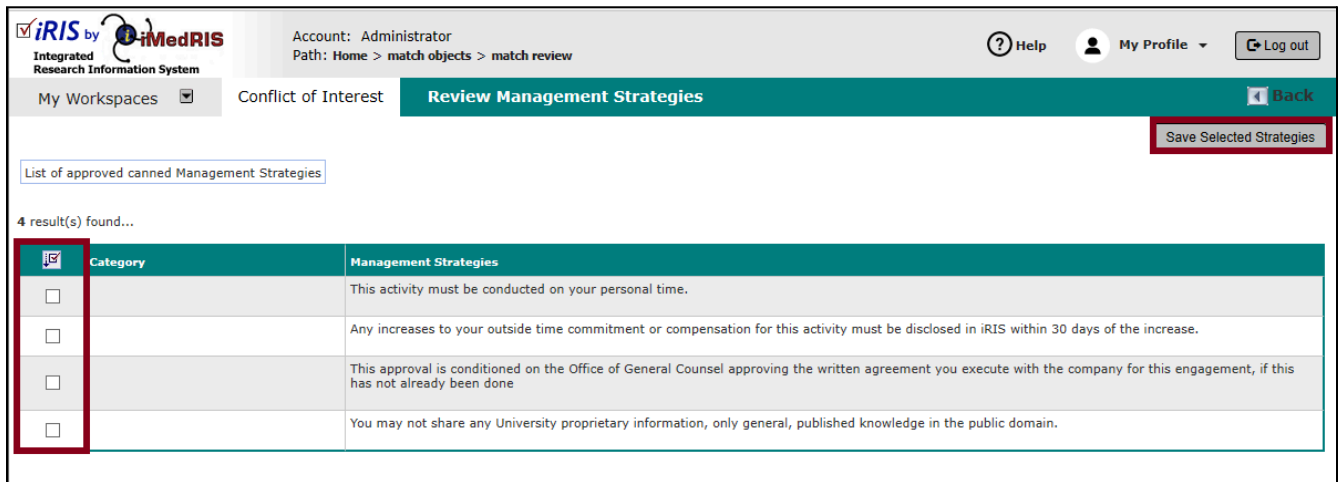 iRIS by iMedRIS
Integrated
Research Information System
Account: Administrator
Path: Home > match objects > match review
? Help
My Profile
Log out
My Workspaces
Conflict of Interest
Review Management Strategies
Back
Save Selected Strategies
List of approved canned Management Strategies
4 result(s) found...
Category
Management Strategies
This activity must be conducted on your personal time.
Any increases to your outside time commitment or compensation for this activity must be disclosed in iRIS within 30 days of the increase.
This approval is conditioned on the Office of General Counsel approving the written agreement you execute with the company for this engagement, if this
has not already been done
You may not share any University proprietary information, only general, published knowledge in the public domain.